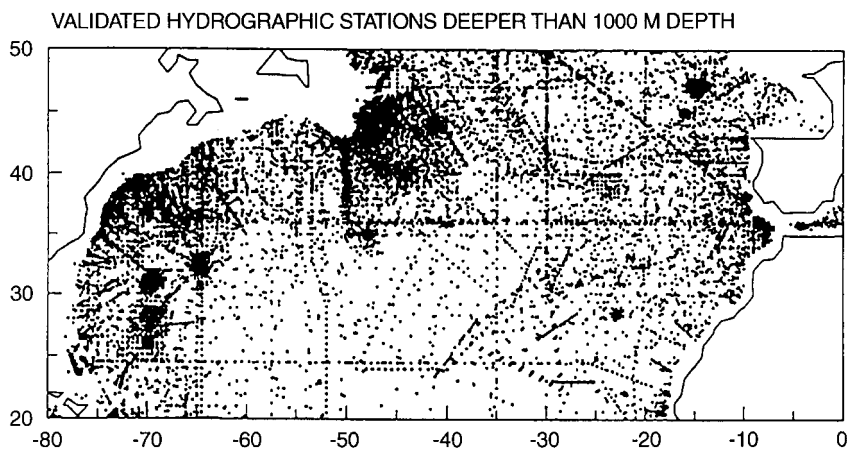 VALIDATED HYDROGRAPHIC STATIONS DEEPER THAN 1000 M DEPTH
50
40
30
20
-80 -70 -60 -50 -40 -30 -20 -10 0